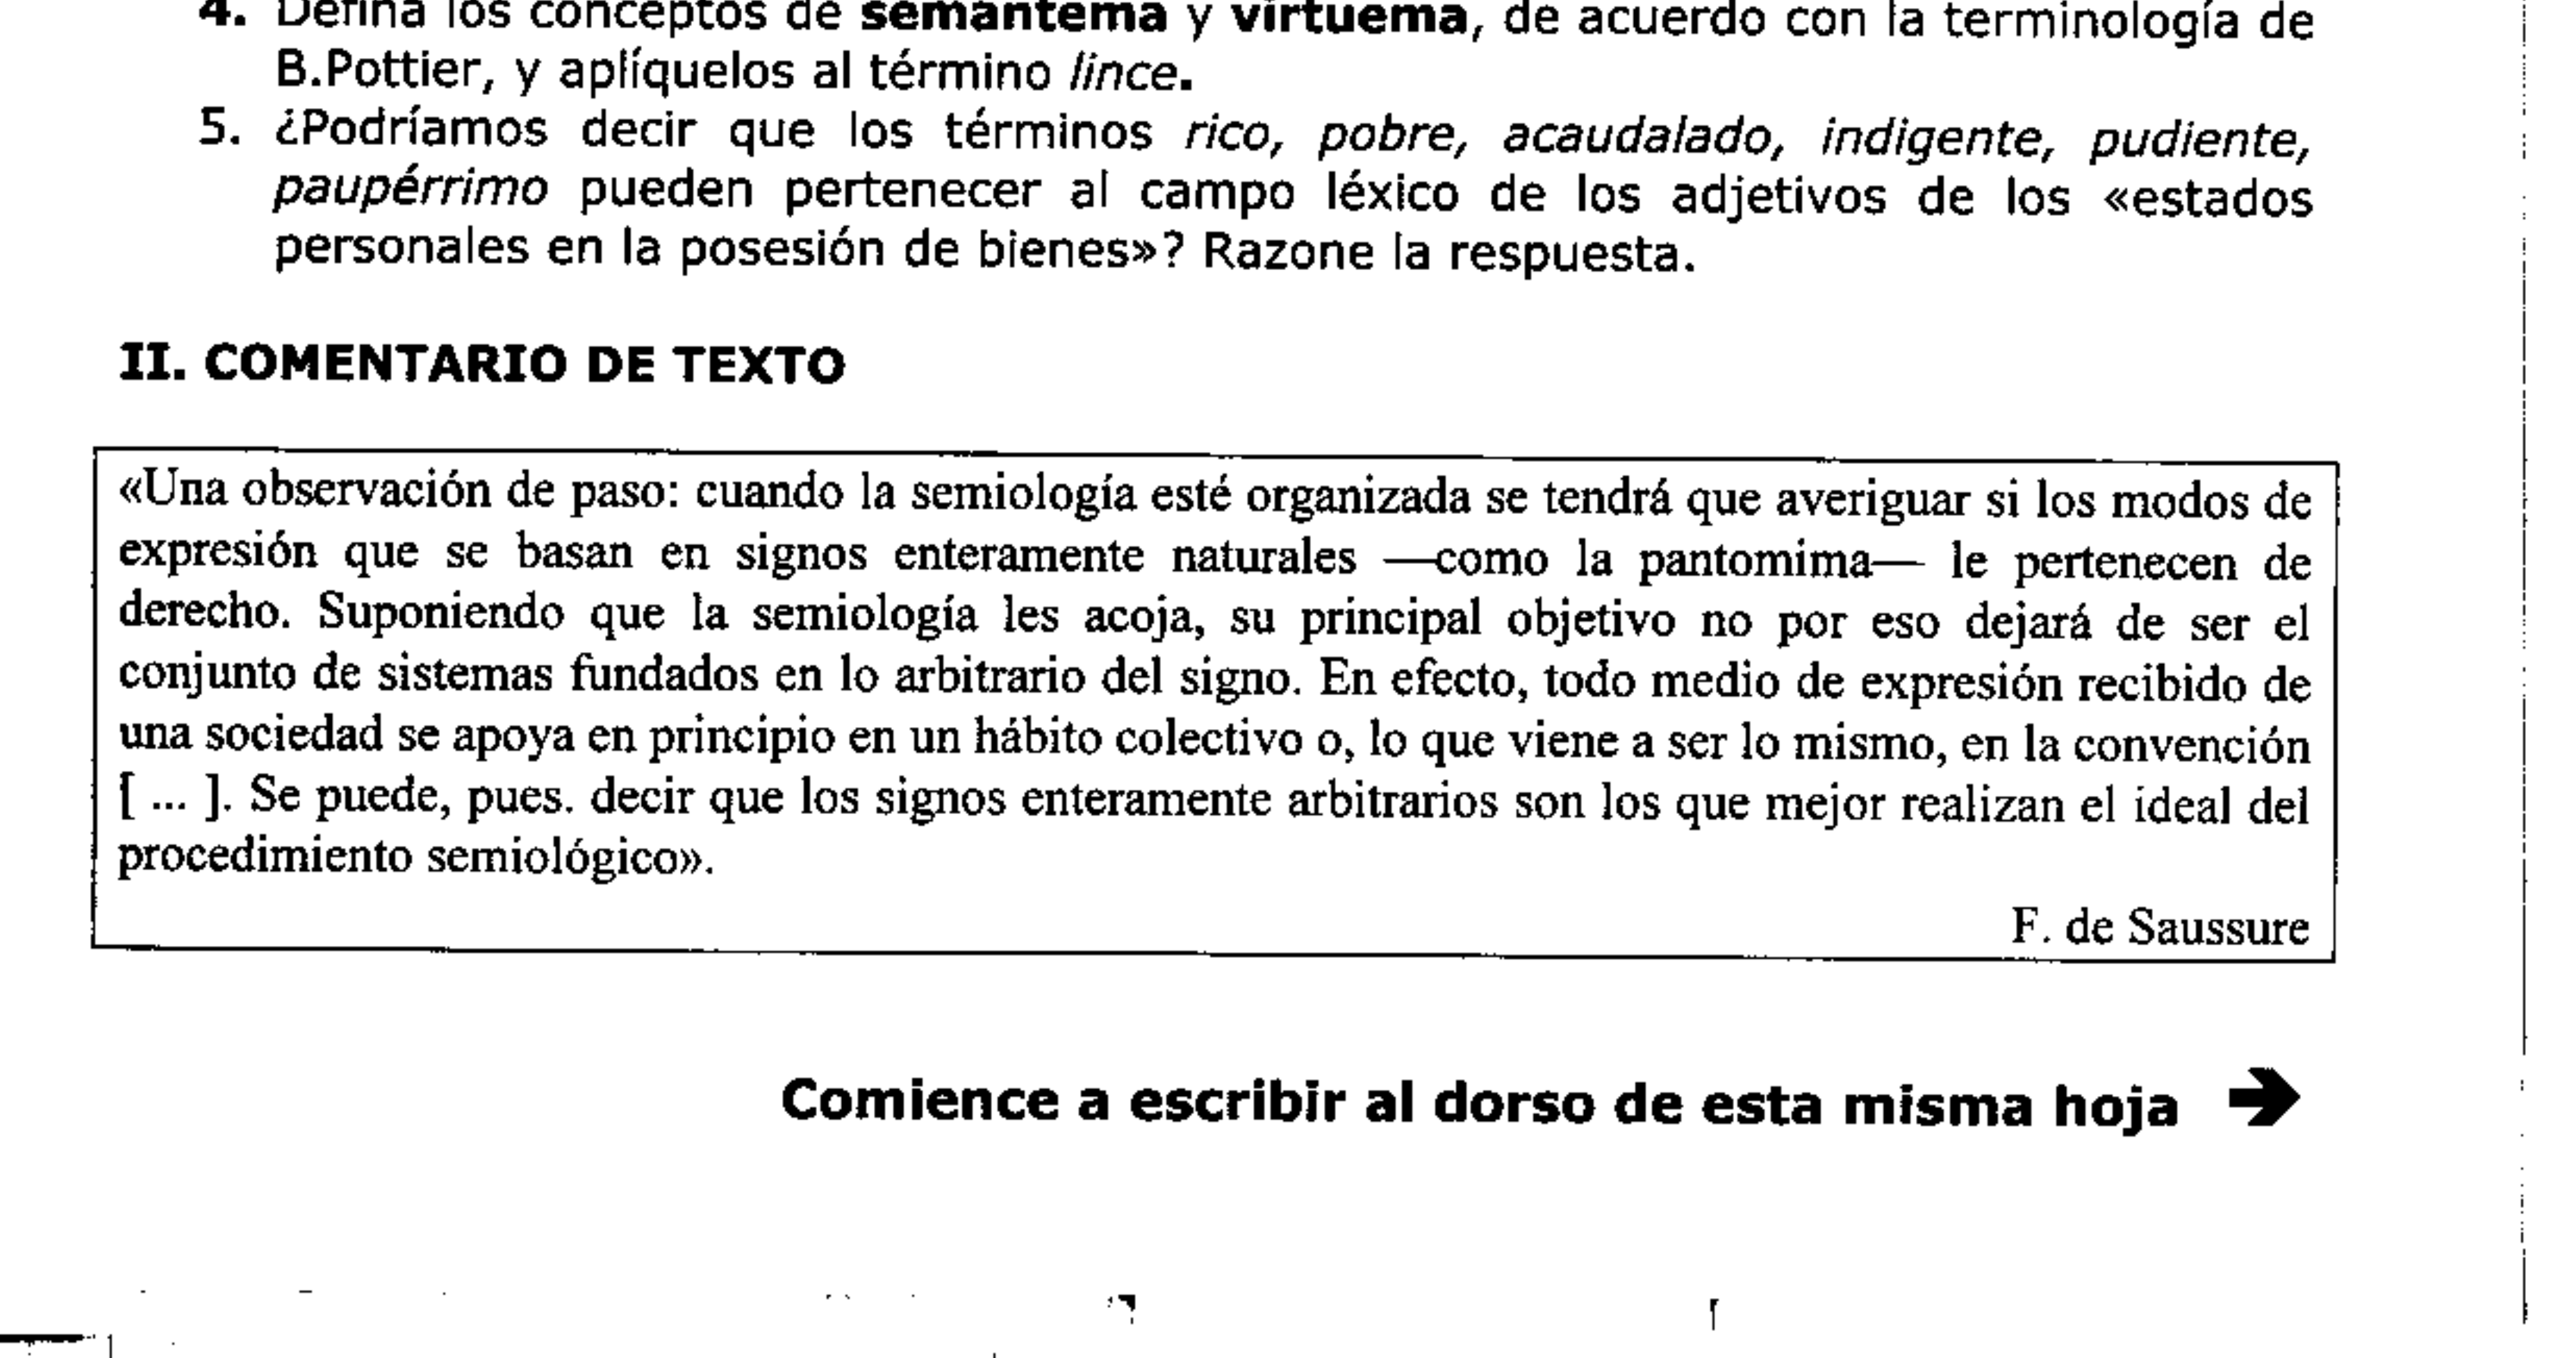 4. Defina los conceptos de semantema y virtuema, de acuerdo con la terminología de
B.Pottier, y aplíquelos al término lince.
5. ¿Podríamos decir que los términos rico, pobre, acaudalado, indigente, pudiente,
paupérrimo pueden pertenecer al campo léxico de los adjetivos de los «estados
personales en la posesión de bienes»? Razone la respuesta.
II. COMENTARIO DE TEXTO
«Una observación de paso: cuando la semiología esté organizada se tendrá que averiguar si los modos de
expresión que se basan en signos enteramente naturales —como la pantomima— le pertenecen de
derecho. Suponiendo que la semiología les acoja, su principal objetivo no por eso dejará de ser el
conjunto de sistemas fundados en lo arbitrario del signo. En efecto, todo medio de expresión recibido de
una sociedad se apoya en principio en un hábito colectivo o, lo que viene a ser lo mismo, en la convención
[ ... ]. Se puede, pues. decir que los signos enteramente arbitrarios son los que mejor realizan el ideal del
procedimiento semiológico».
F. de Saussure
Comience a escribir al dorso de esta misma hoja →